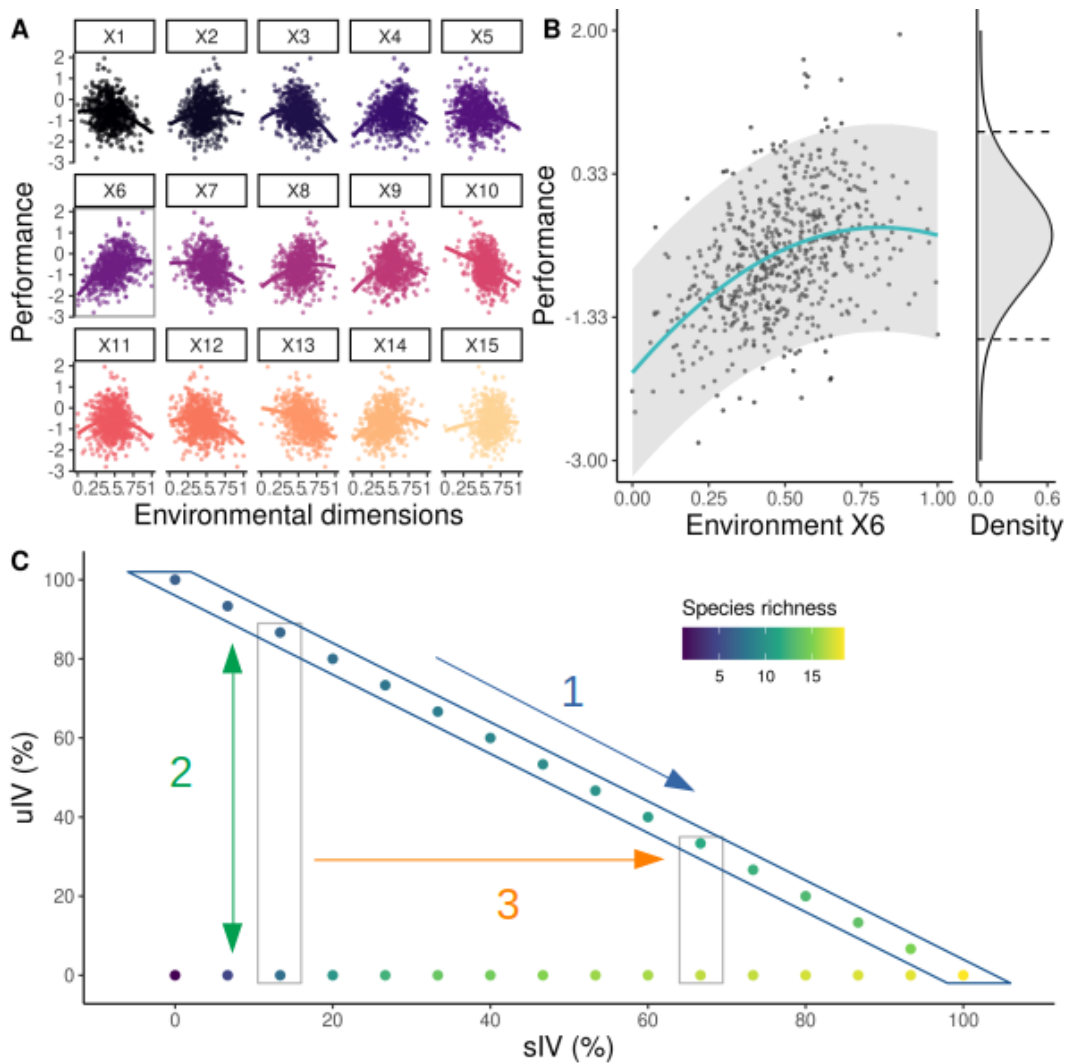 A
X1 X2 X3 X4 X5
2
1
0
-1
-2
-3
X6 X7 X8 X9 X10
2
1
0
-1
-2
-3
X11 X12 X13 X14 X15
2
1
0
-1
-2
-3
Performance
0.25.5.751 0.25.5.751 0.25.5.751 0.25.5.751 0.25.5.751
Environmental dimensions
B
2.00
0.33
-1.33
-3.00
Performance
0.00 0.25 0.50 0.75 1.00
Environment X6
0.0 0.6
Density
C
100
80
60
40
20
0
uIV (%)
Species richness
5 10 15
1
2
3
0 20 40 60 80 100
sIV (%)